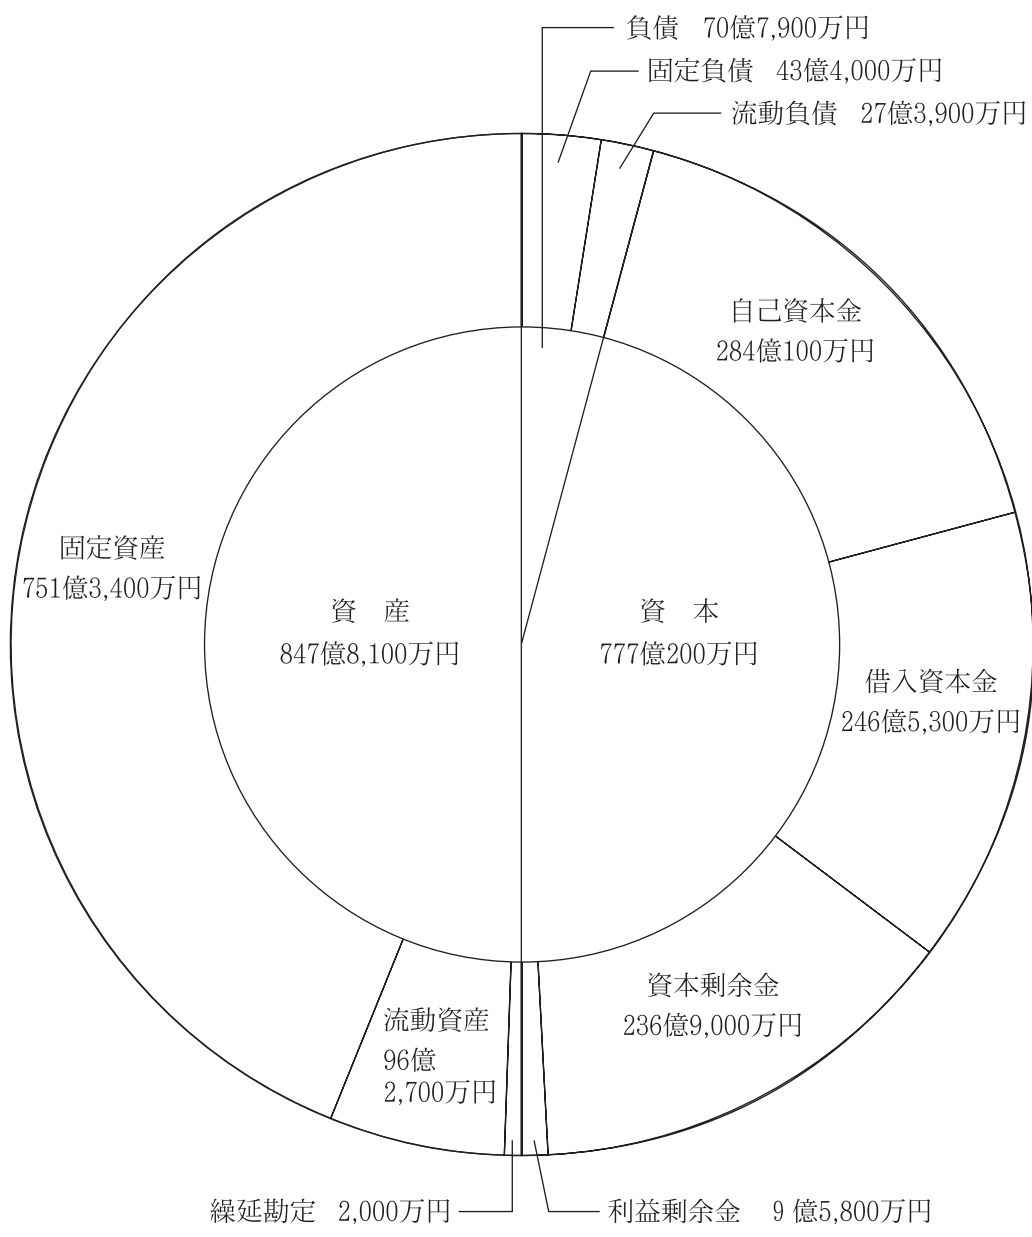 負債 70億7,900万円
固定負債 43億4,000万円
流動負債 27億3,900万円
自己資本金
284億100万円
固定資産
751億3,400万円
資 産
847億8,100万円
資 本
777億200万円
借入資本金
246億5,300万円
資本剰余金
236億9,000万円
流動資産
96億
2,700万円
繰延勘定 2,000万円
利益剰余金 9億5,800万円